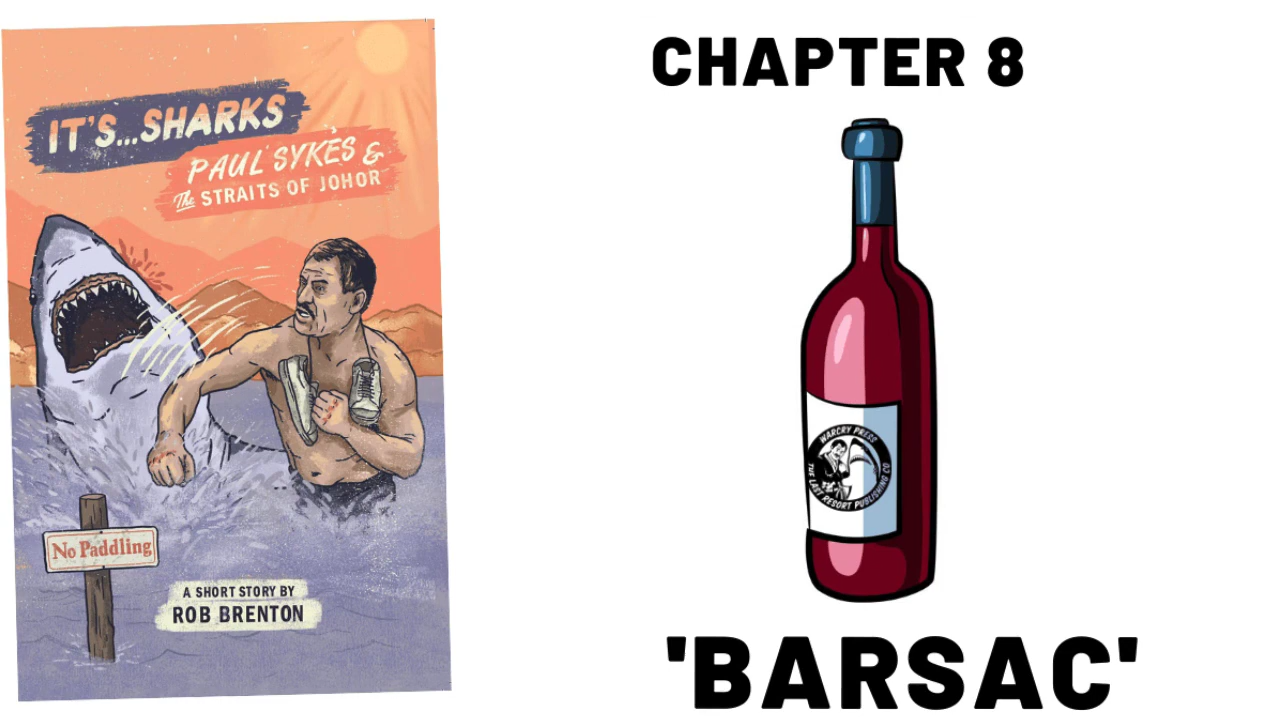 IT'S...SHARKS
PAUL SYKES &
The STRAITS OF JOHOR
No Paddling
A SHORT STORY BY
ROB BRENTON
CHAPTER 8
WARCRY PRESS
THE LAST RESORT PUBLISHING CO
'BARSAC'